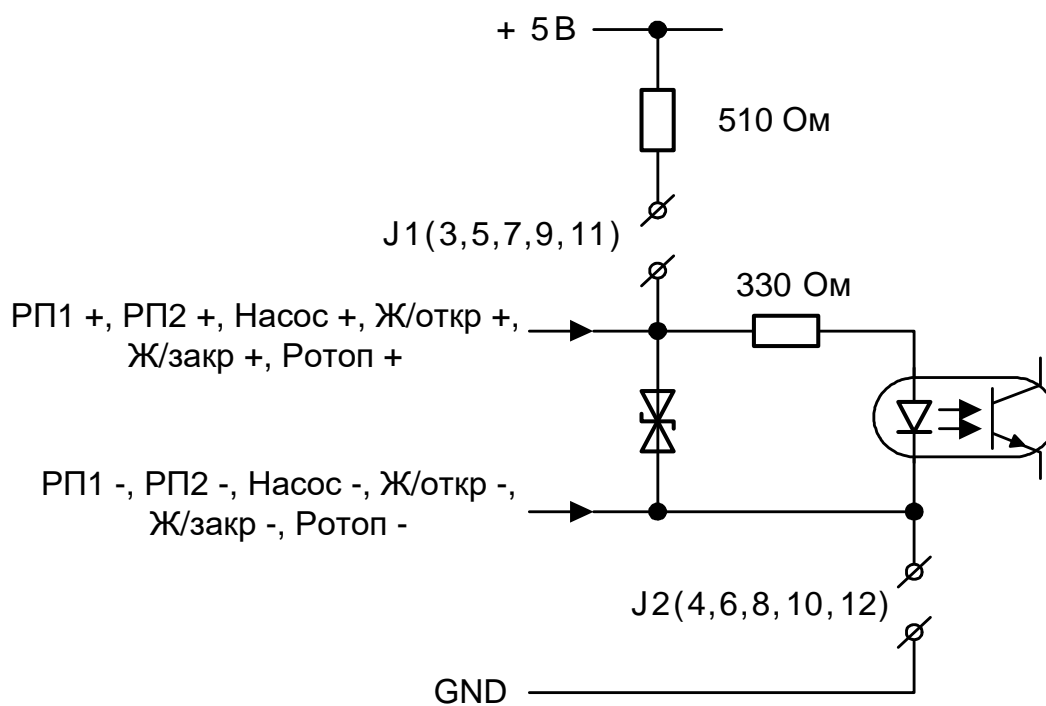 + 5В
510 Ом
J1(3,5,7,9,11)
330 Ом
РП1 +, РП2 +, Насос +, Ж/откр +,
Ж/закр +, Ротоп +
РП1 -, РП2 -, Насос -, Ж/откр -,
Ж/закр -, Ротоп -
J2(4,6,8,10,12)
GND